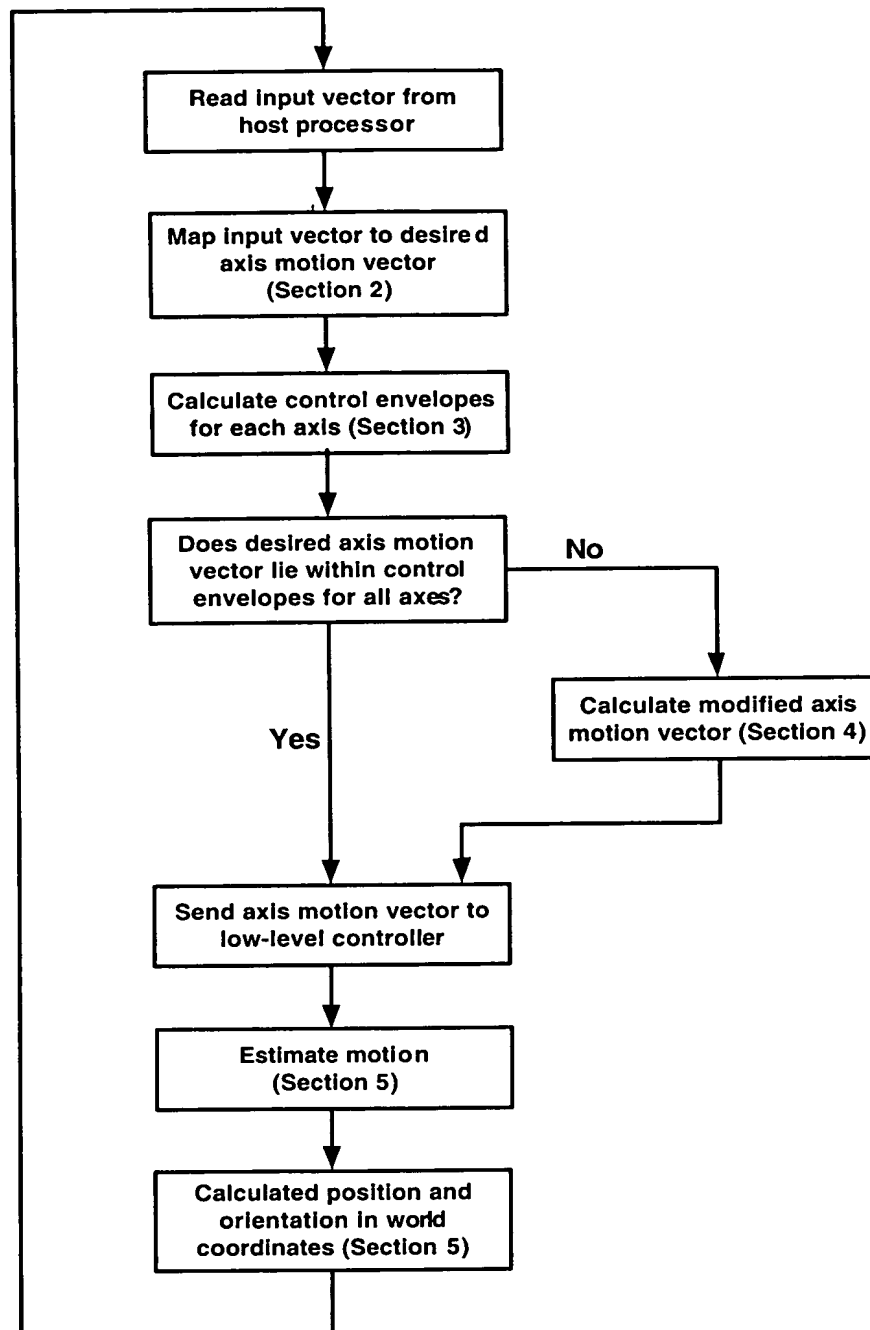 Read input vector from
host processor
Map input vector to desired
axis motion vector
(Section 2)
Calculate control envelopes
for each axis (Section 3)
Does desired axis motion
vector lie within control
envelopes for all axes?
No
Calculate modified axis
motion vector (Section 4)
Yes
Send axis motion vector to
low-level controller
Estimate motion
(Section 5)
Calculated position and
orientation in world
coordinates (Section 5)